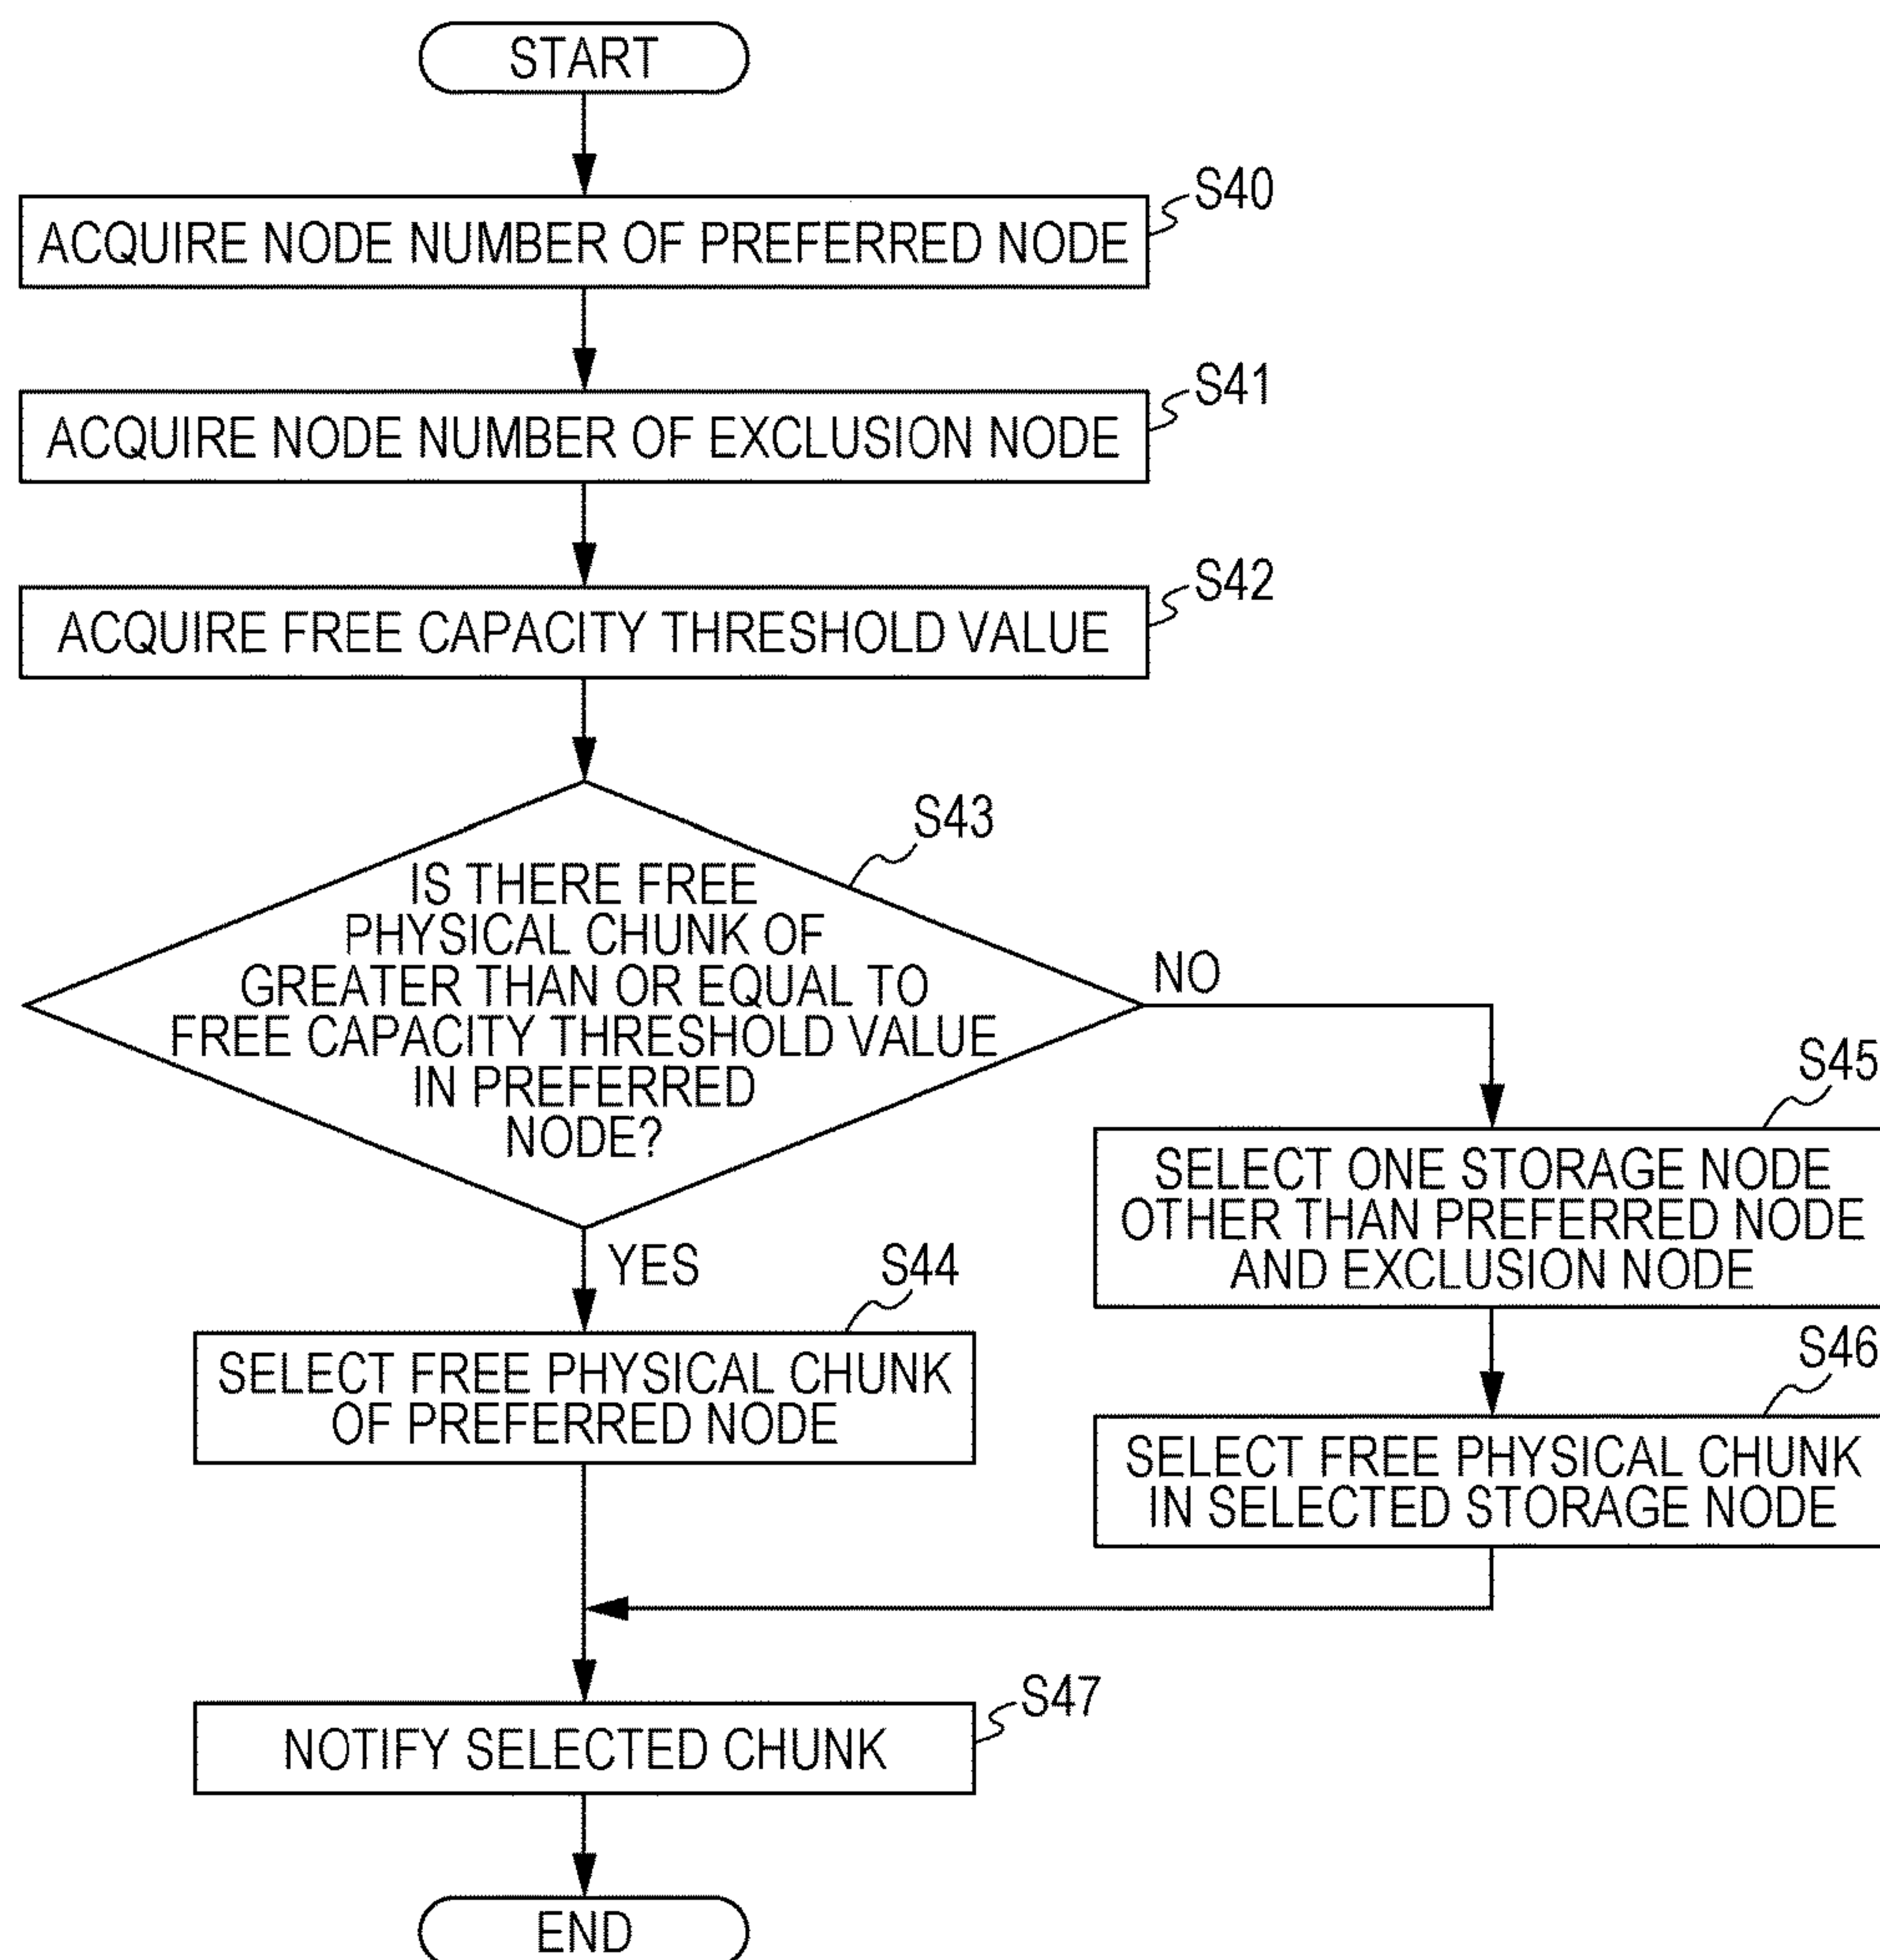 START
S40
ACQUIRE NODE NUMBER OF PREFERRED NODE
S41
ACQUIRE NODE NUMBER OF EXCLUSION NODE
S42
ACQUIRE FREE CAPACITY THRESHOLD VALUE
S43
IS THERE FREE
PHYSICAL CHUNK OF
GREATER THAN OR EQUAL TO
FREE CAPACITY THRESHOLD VALUE
IN PREFERRED
NODE?
NO
YES
S44
SELECT FREE PHYSICAL CHUNK
OF PREFERRED NODE
S45
SELECT ONE STORAGE NODE
OTHER THAN PREFERRED NODE
AND EXCLUSION NODE
S46
SELECT FREE PHYSICAL CHUNK
IN SELECTED STORAGE NODE
S47
NOTIFY SELECTED CHUNK
END